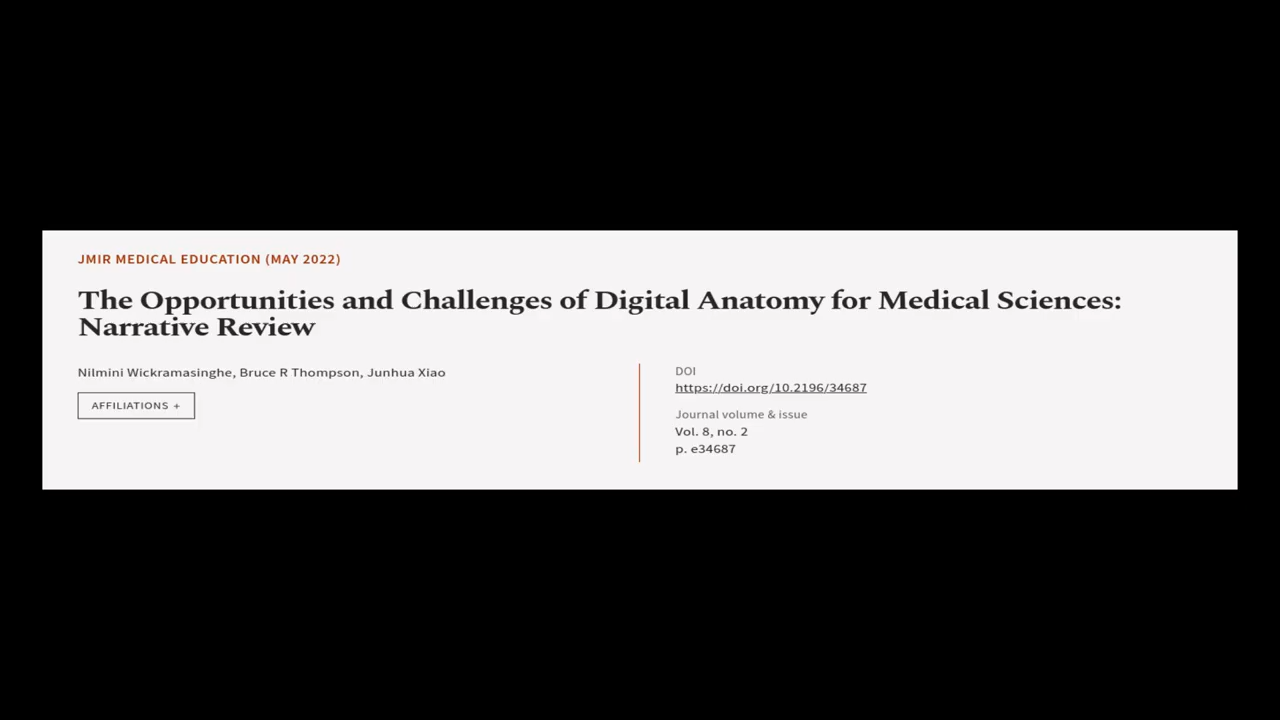 JMIR MEDICAL EDUCATION (MAY 2022)
The Opportunities and Challenges of Digital Anatomy for Medical Sciences:
Narrative Review
Nilmini Wickramasinghe, Bruce R Thompson, Junhua Xiao
AFFILIATIONS +
DOI
https://doi.org/10.2196/34687
Journal volume & issue
Vol. 8, no. 2
p. e34687